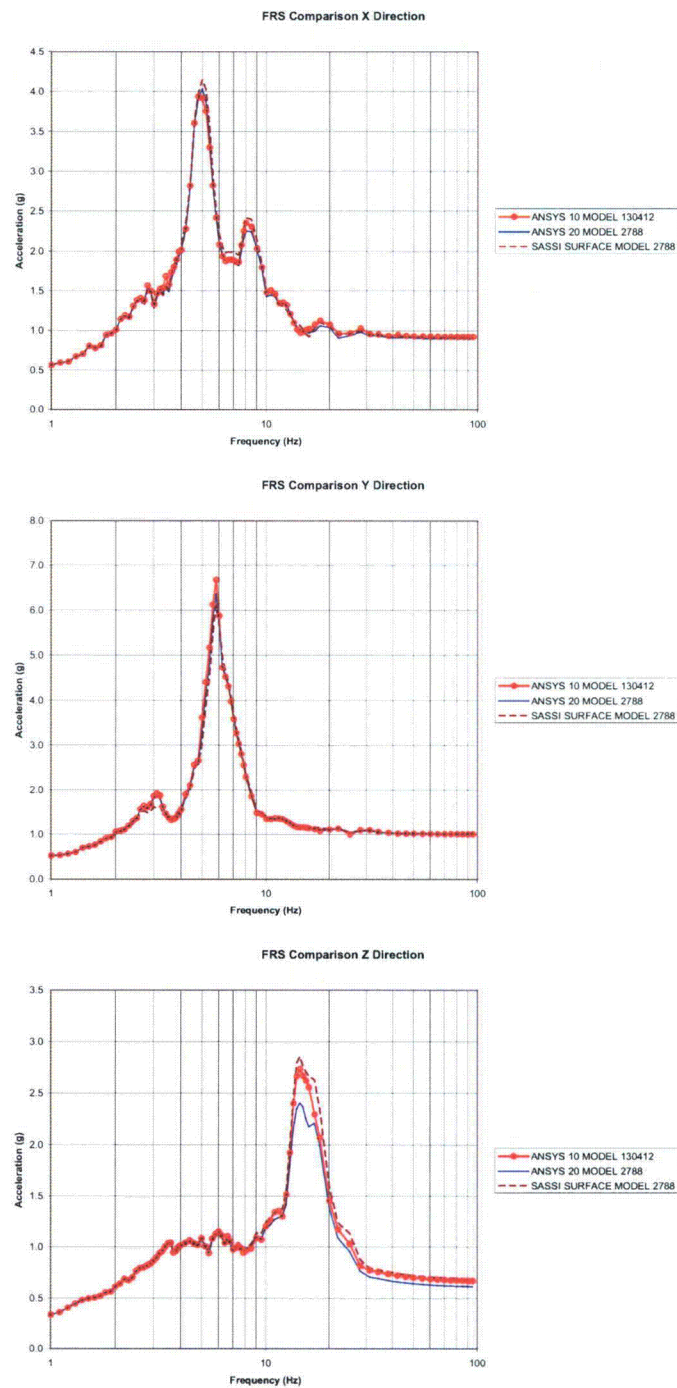 FRS Comparison X Direction
4.5
4.0
3.5
3.0
2.5
2.0
1.5
1.0
0.5
0.0
Acceleration (g)
1
10
100
Frequency (Hz)
ANSYS 10 MODEL 130412
ANSYS 20 MODEL 2788
SASSI SURFACE MODEL 2788
FRS Comparison Y Direction
8.0
7.0
6.0
5.0
4.0
3.0
2.0
1.0
0.0
Acceleration (g)
1
10
100
Frequency (Hz)
ANSYS 10 MODEL 130412
ANSYS 20 MODEL 2788
SASSI SURFACE MODEL 2788
FRS Comparison Z Direction
3.5
3.0
2.5
2.0
1.5
1.0
0.5
0.0
Acceleration (g)
1
10
100
Frequency (Hz)
ANSYS 10 MODEL 130412
ANSYS 20 MODEL 2788
SASSI SURFACE MODEL 2788